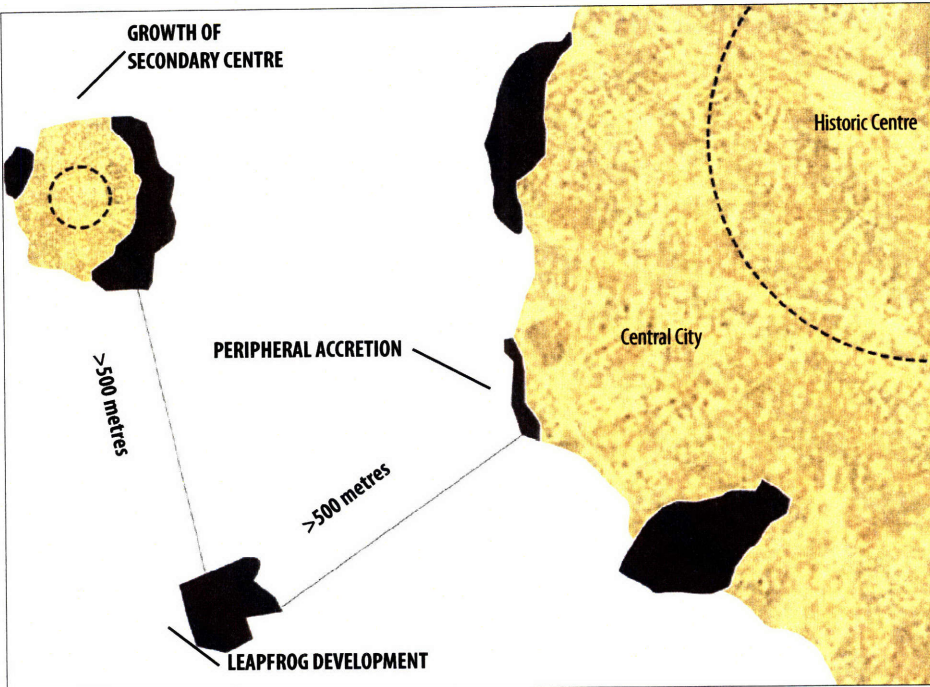 GROWTH OF
SECONDARY CENTRE
Historic Centre
Central City
PERIPHERAL ACCRETION
>500 metres
>500 metres
LEAPFROG DEVELOPMENT